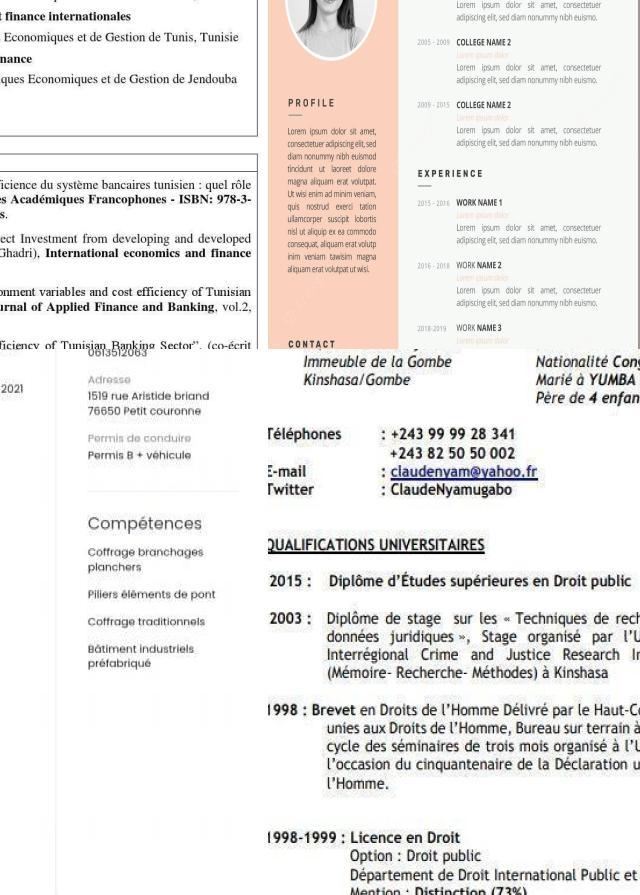 t finance internationales
Economiques et de Gestion de Tunis, Tunisie
nance
ques Economiques et de Gestion de Jendouba
ficience du système bancaires tunisien : quel rôle
es Académiques Francophones - ISBN: 978-3-
s.
ect Investment from developing and developed
Ghadri), International economics and finance
onment variables and cost efficiency of Tunisian
urnal of Applied Finance and Banking, vol.2,
ficiency of Tunisian Banking Sector", (co-écrit
PROFILE
Lorem ipsum dolor sit amet,
consectetuer adipiscing elit, sed
diam nonummy nibh euismod
tincidunt ut laoreet dolore
magna aliquam erat volutpat.
Ut wisi enim ad minim veniam,
quis nostrud exerci tation
ullamcorper suscipit lobortis
nisl ut aliquip ex ea commodo
consequat, aliquam erat volutp
inim veniam tawisim magna
aliquam erat volutpat ut wisi.
CONTACT
Lorem ipsum dolor sit amet, consectetuer
adipiscing elit, sed diam nonummy nibh euismo.
2005 - 2009 COLLEGE NAME 2
Lorem ipsum dolor
Lorem ipsum dolor sit amet, consectetuer
adipiscing elit, sed diam nonummy nibh euismo.
2009 - 2015 COLLEGE NAME 2
Lorem ipsum dolor
Lorem ipsum dolor sit amet, consectetuer
adipiscing elit, sed diam nonummy nibh euismo.
EXPERIENCE
2015 - 2016 WORK NAME 1
Lorem ipsum dolor
Lorem ipsum dolor sit amet, consectetuer
adipiscing elit, sed diam nonummy nibh euismo.
2016 - 2018 WORK NAME 2
Lorem ipsum dolor
Lorem ipsum dolor sit amet, consectetuer
adipiscing elit, sed diam nonummy nibh euismo.
2018-2019 WORK NAME 3
Lorem ipsum dolor
2021
0613512063
Adresse
1519 rue Aristide briand
76650 Petit couronne
Permis de conduire
Permis B + véhicule
Compétences
Coffrage branchages
planchers
Piliers éléments de pont
Coffrage traditionnels
Bâtiment industriels
préfabriqué
Immeuble de la Gombe
Kinshasa/Gombe
Nationalité Cong
Marié à YUMBA
Père de 4 enfan
Téléphones : +243 99 99 28 341
+243 82 50 50 002
E-mail : claudenyam@yahoo.fr
Twitter : ClaudeNyamugabo
QUALIFICATIONS UNIVERSITAIRES
2015 : Diplôme d'Études supérieures en Droit public
2003 : Diplôme de stage sur les « Techniques de rech
données juridiques », Stage organisé par l'U
Interrégional Crime and Justice Research In
(Mémoire- Recherche- Méthodes) à Kinshasa
1998 : Brevet en Droits de l'Homme Délivré par le Haut-Co
unies aux Droits de l'Homme, Bureau sur terrain à
cycle des séminaires de trois mois organisé à l'U
l'occasion du cinquantenaire de la Déclaration u
l'Homme.
1998-1999 : Licence en Droit
Option : Droit public
Département de Droit International Public et
Mention : Distinction (73%)